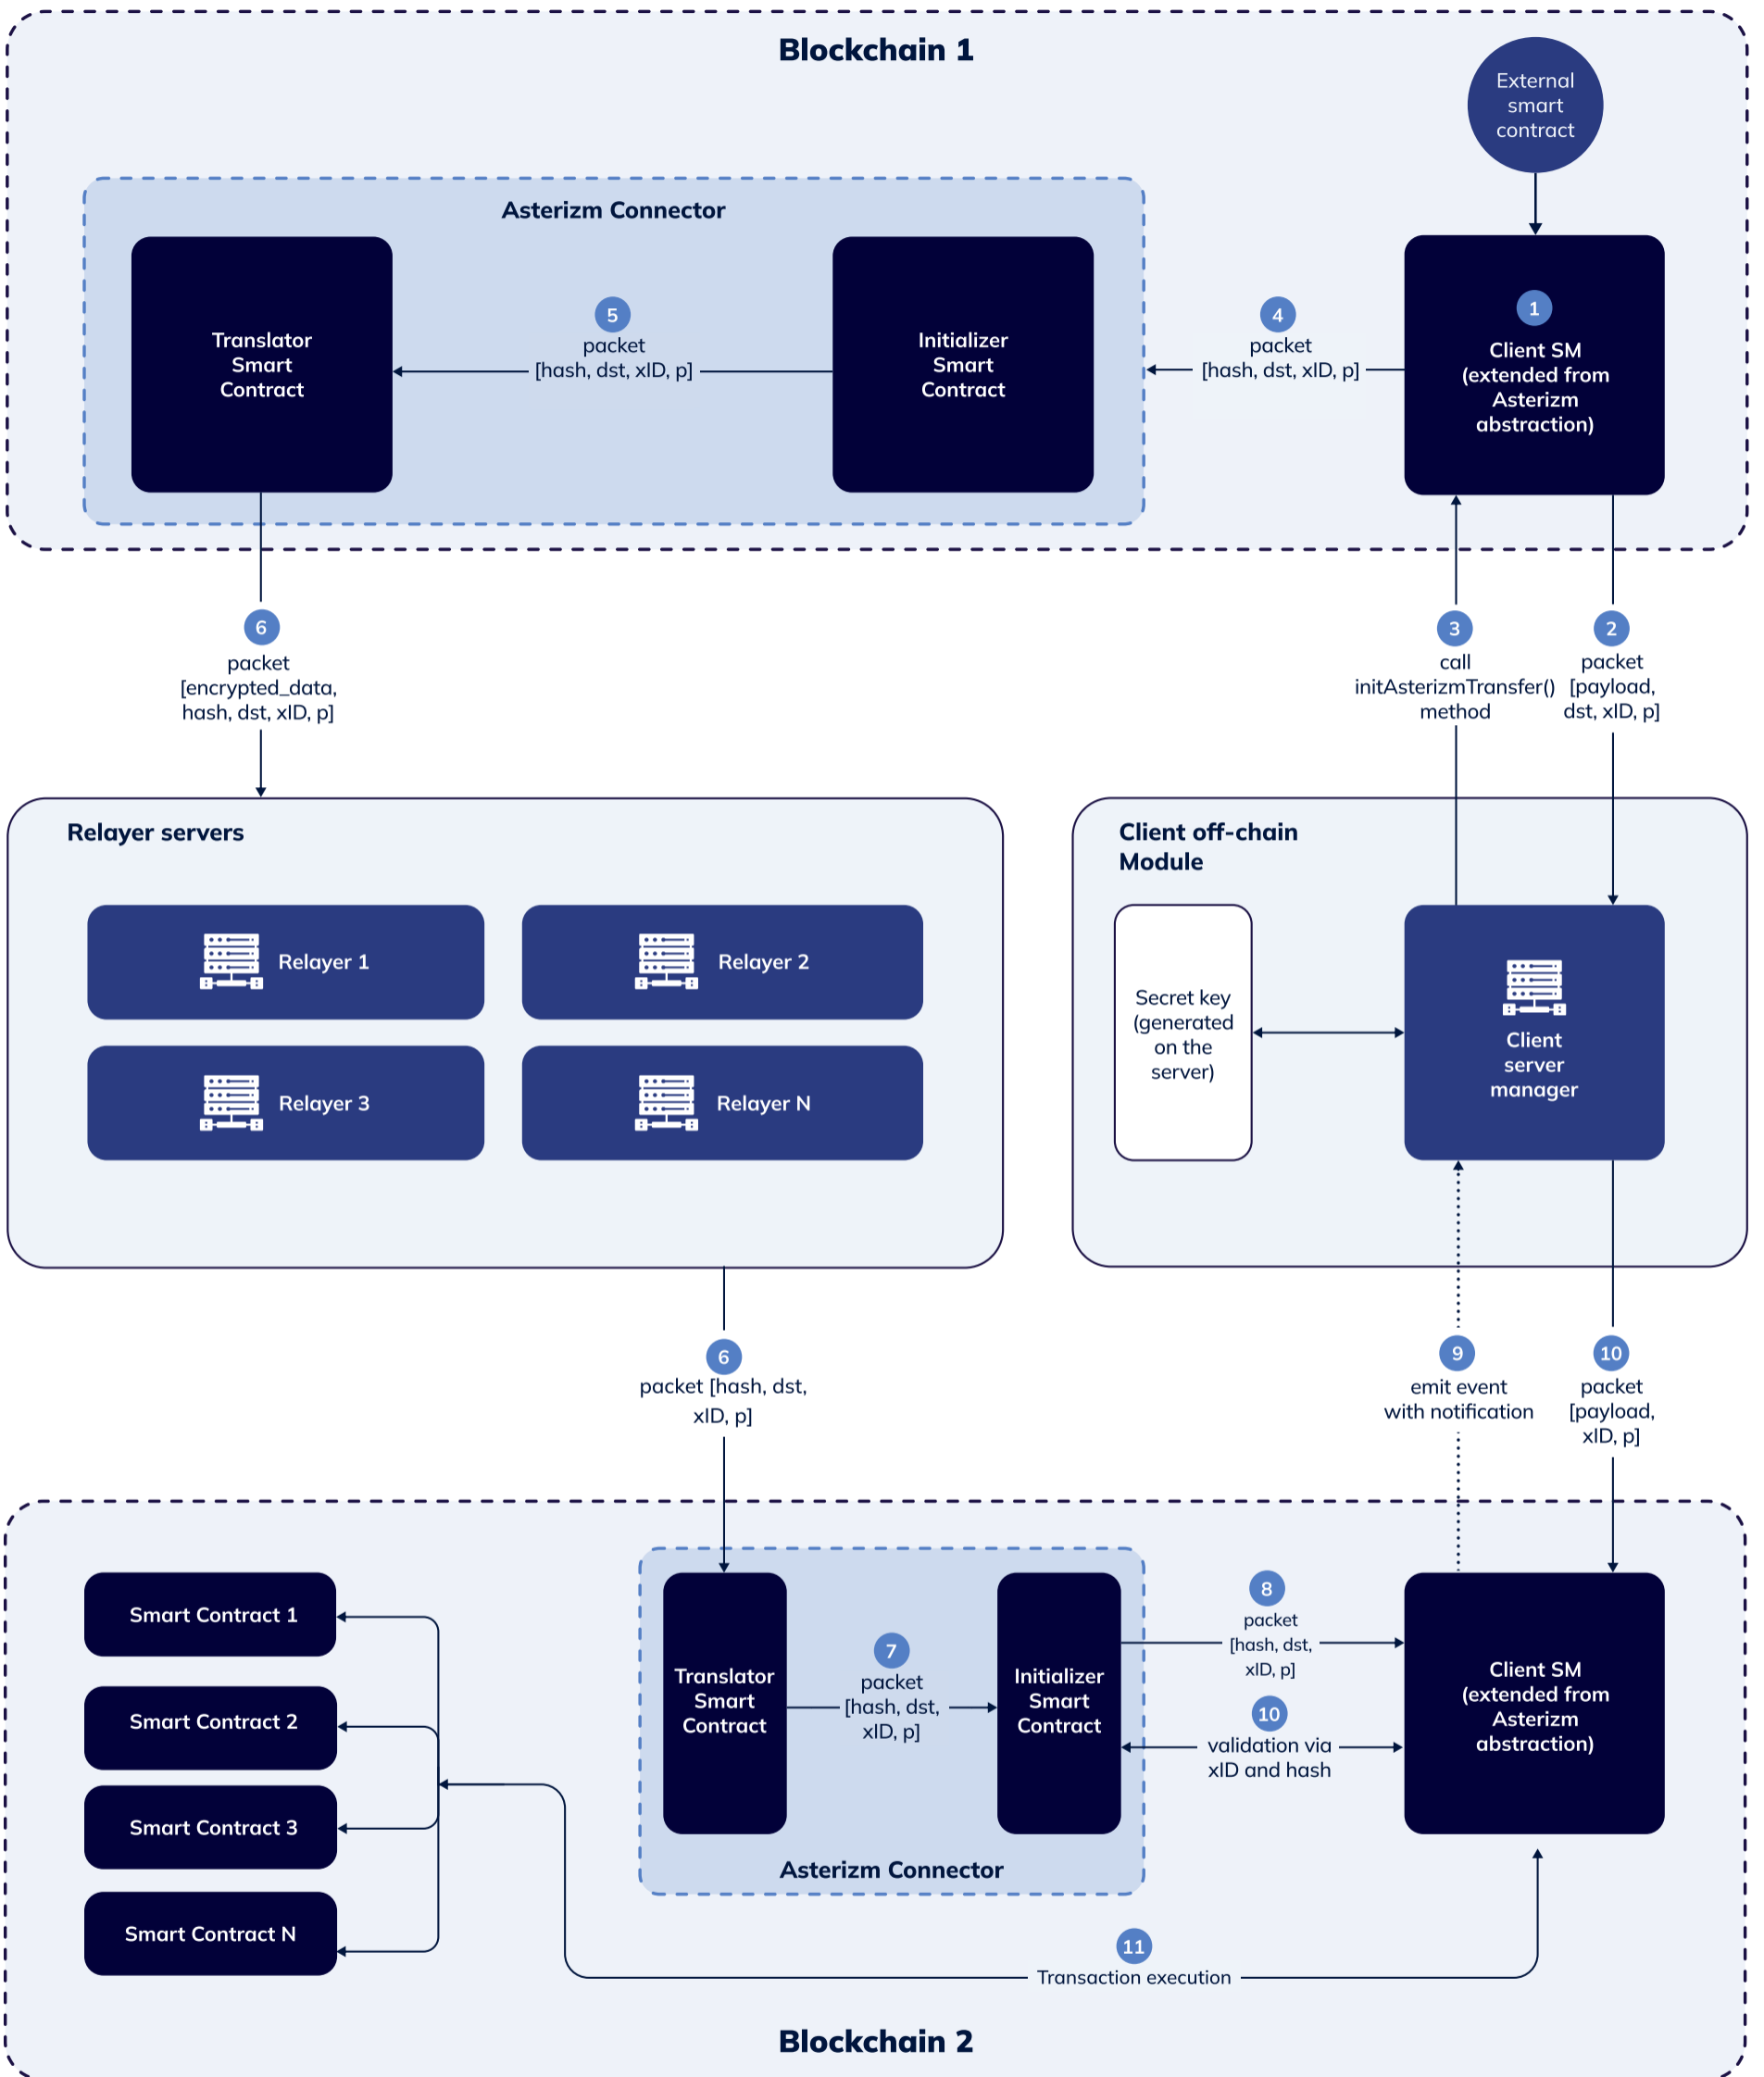 Blockchain 1
External
smart
contract
Asterizm Connector
Translator
Smart
Contract
5
packet
[hash, dst, xID, p]
Initializer
Smart
Contract
4
packet
[hash, dst, xID, p]
1
Client SM
(extended from
Asterizm
abstraction)
6
packet
[encrypted_data,
hash, dst, xID, p]
3
call
initAsterizmTransfer()
method
2
packet
[payload,
dst, xID, p]
Relayer servers
Relayer 1
Relayer 2
Relayer 3
Relayer N
Client off-chain
Module
Secret key
(generated
on the
server)
Client
server
manager
6
packet [hash, dst,
xID, p]
9
emit event
with notification
10
packet
[payload,
xID, p]
Smart Contract 1
Smart Contract 2
Smart Contract 3
Smart Contract N
Translator
Smart
Contract
7
packet
[hash, dst,
xID, p]
Initializer
Smart
Contract
Asterizm Connector
8
packet
[hash, dst,
xID, p]
10
validation via
xID and hash
Client SM
(extended from
Asterizm
abstraction)
11
Transaction execution
Blockchain 2